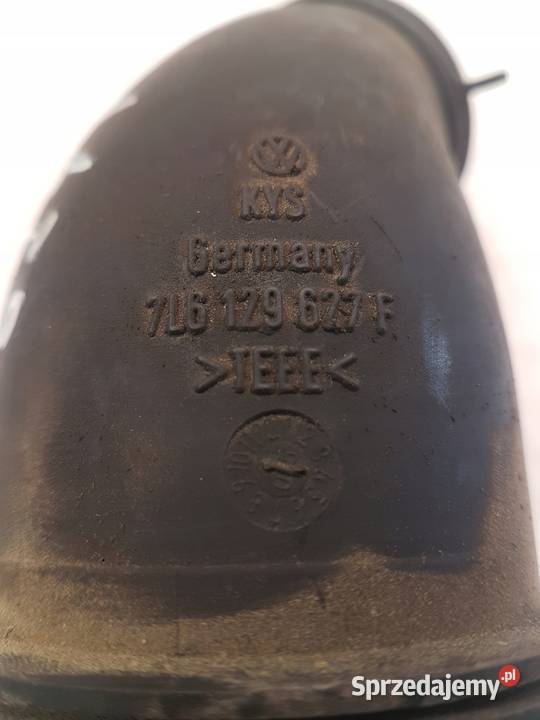 KYS
Germany
7L6 129 627 F
>TEEE<
Sprzedajemy.pl